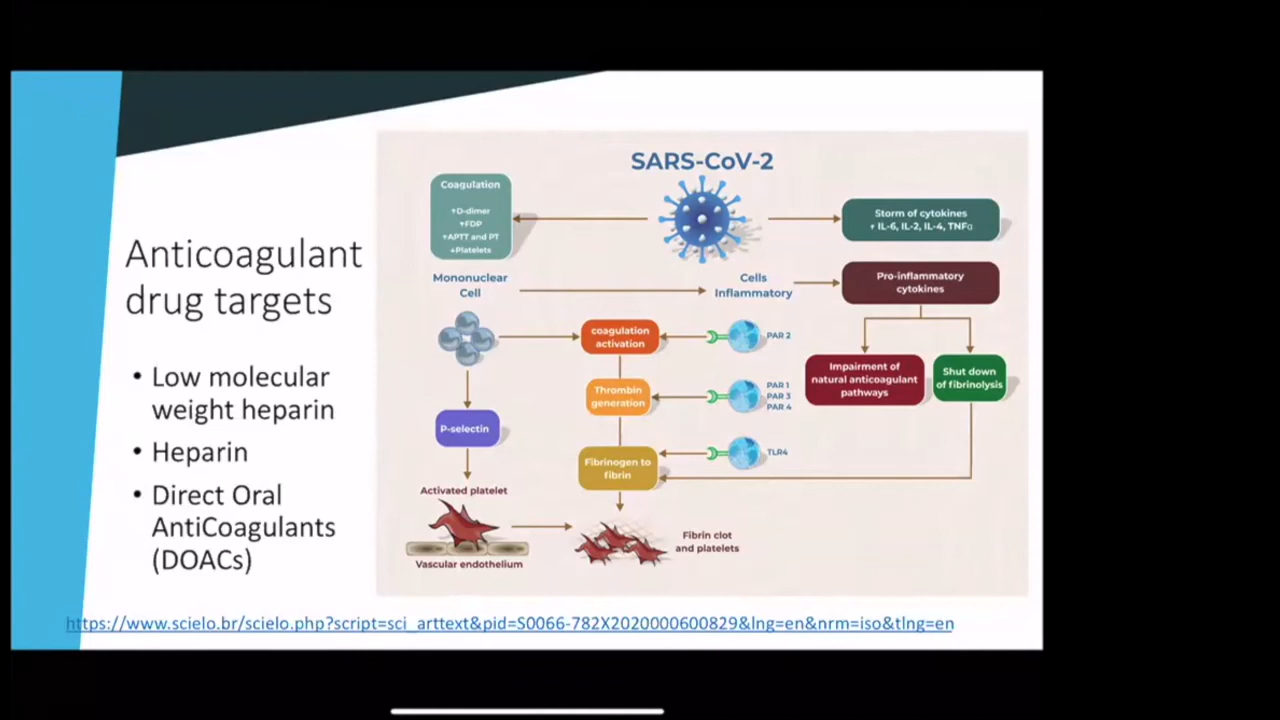 Anticoagulant
drug targets
• Low molecular
weight heparin
• Heparin
• Direct Oral
AntiCoagulants
(DOACs)
SARS-CoV-2
Coagulation
↑D-dimer
↑FDP
↑APTT and PT
↓Platelets
Storm of cytokines
↑ IL-6, IL-2, IL-4, TNFα
Mononuclear
Cell
Cells
Inflammatory
Pro-inflammatory
cytokines
coagulation
activation
PAR 2
Impairment of
natural anticoagulant
pathways
Shut down
of fibrinolysis
Thrombin
generation
PAR 1
PAR 3
PAR 4
P-selectin
Fibrinogen to
fibrin
TLR4
Activated platelet
Fibrin clot
and platelets
Vascular endothelium
https://www.scielo.br/scielo.php?script=sci_arttext&pid=S0066-782X2020000600829&lng=en&nrm=iso&tlng=en